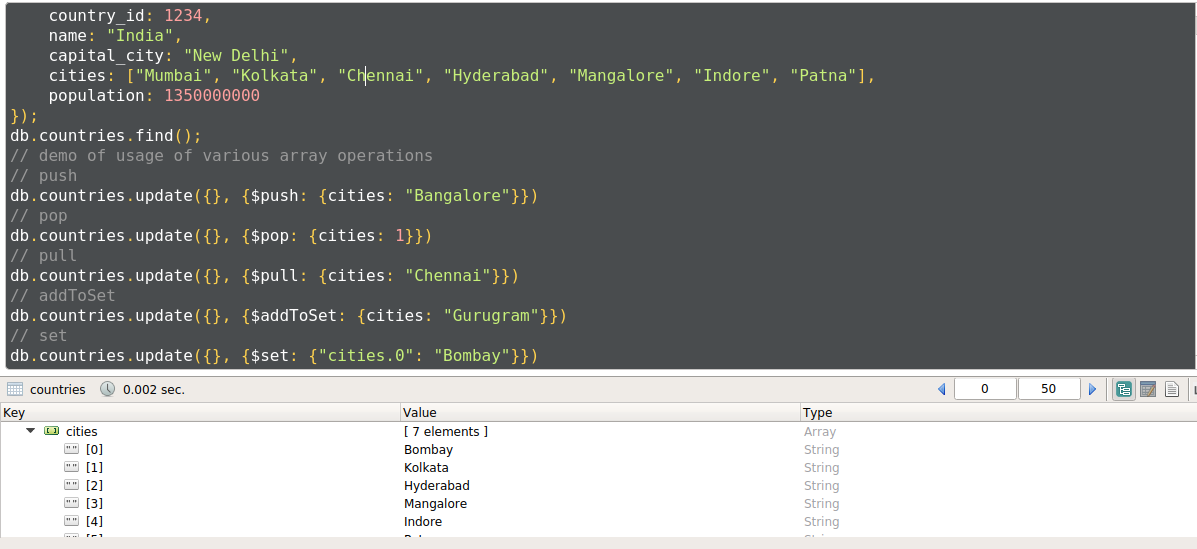 country_id: 1234,
name: "India",
capital_city: "New Delhi",
cities: ["Mumbai", "Kolkata", "Chennai", "Hyderabad", "Mangalore", "Indore", "Patna"],
population: 1350000000
});
db.countries.find();
// demo of usage of various array operations
// push
db.countries.update({}, {$push: {cities: "Bangalore"}})
// pop
db.countries.update({}, {$pop: {cities: 1}})
// pull
db.countries.update({}, {$pull: {cities: "Chennai"}})
// addToSet
db.countries.update({}, {$addToSet: {cities: "Gurugram"}})
// set
db.countries.update({}, {$set: {"cities.0": "Bombay"}})
countries 0.002 sec. 0 50
Key Value Type
cities [ 7 elements ] Array
[0] Bombay String
[1] Kolkata String
[2] Hyderabad String
[3] Mangalore String
[4] Indore String